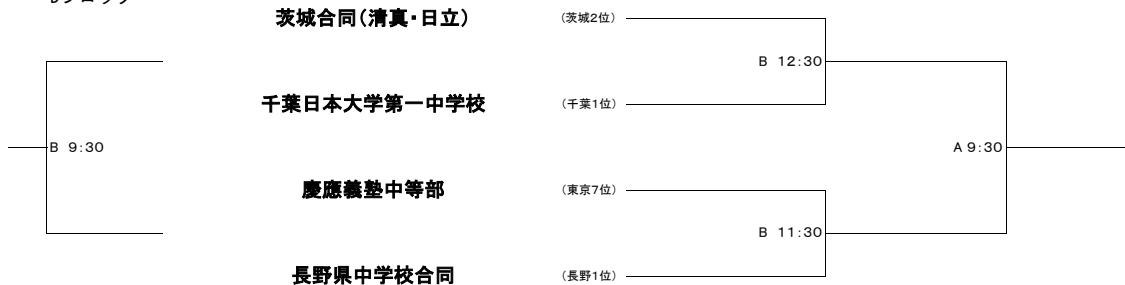 茨城合同（清真・日立） （茨城2位）
B 12:30
千葉日本大学第一中学校 （千葉1位）
B 9:30
A 9:30
慶應義塾中等部 （東京7位）
B 11:30
長野県中学校合同 （長野1位）